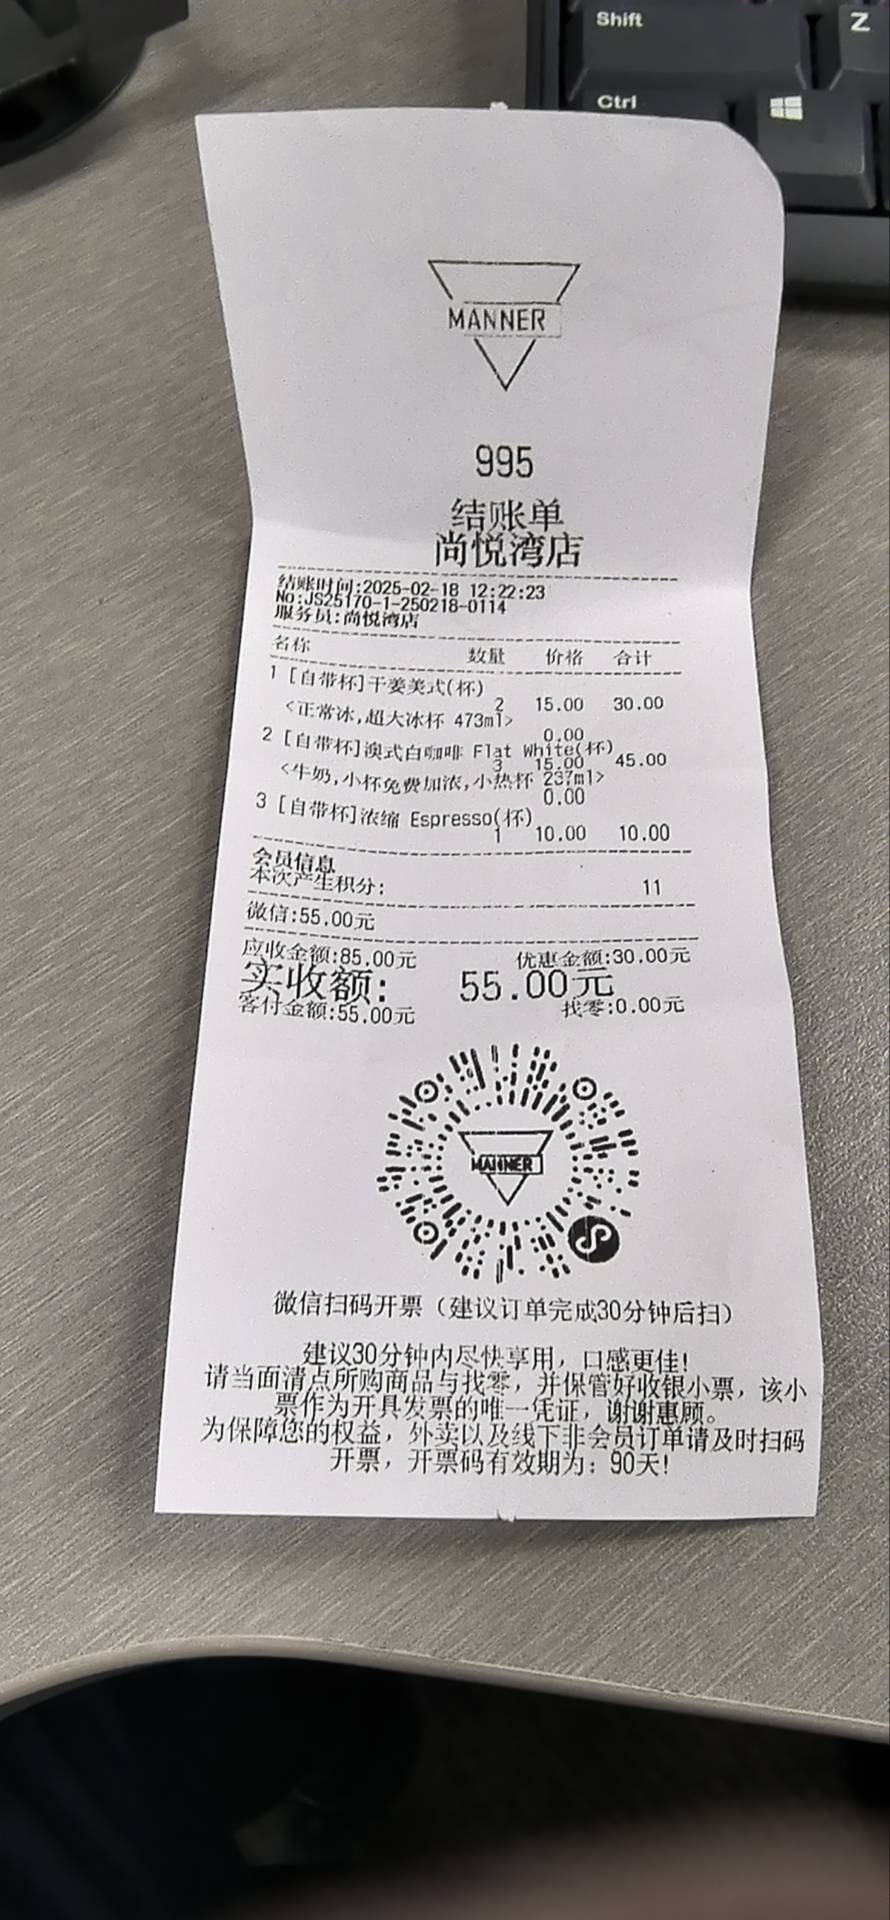 Shift
Z
Ctrl
MANNER
995
结账单
尚悦湾店
结账时间:2025-02-18 12:22:23
No:JS25170-1-250218-0114
服务员:尚悦湾店
名称 数量 价格 合计
1 [自带杯]干姜美式(杯)
2 15.00 30.00
<正常冰,超大冰杯 473ml>
0.00
2 [自带杯]澳式白咖啡 Flat White(杯)
3 15.00 45.00
<牛奶,小杯免费加浓,小热杯 237ml>
0.00
3 [自带杯]浓缩 Espresso(杯)
1 10.00 10.00
会员信息
本次产生积分: 11
微信:55.00元
应收金额:85.00元 优惠金额:30.00元
实收额: 55.00元
客付金额:55.00元 找零:0.00元
MANNER
微信扫码开票（建议订单完成30分钟后扫）
建议30分钟内尽快享用，口感更佳!
请当面清点所购商品与找零，并保管好收银小票，该小
票作为开具发票的唯一凭证，谢谢惠顾。
为保障您的权益，外卖以及线下非会员订单请及时扫码
开票，开票码有效期为：90天!